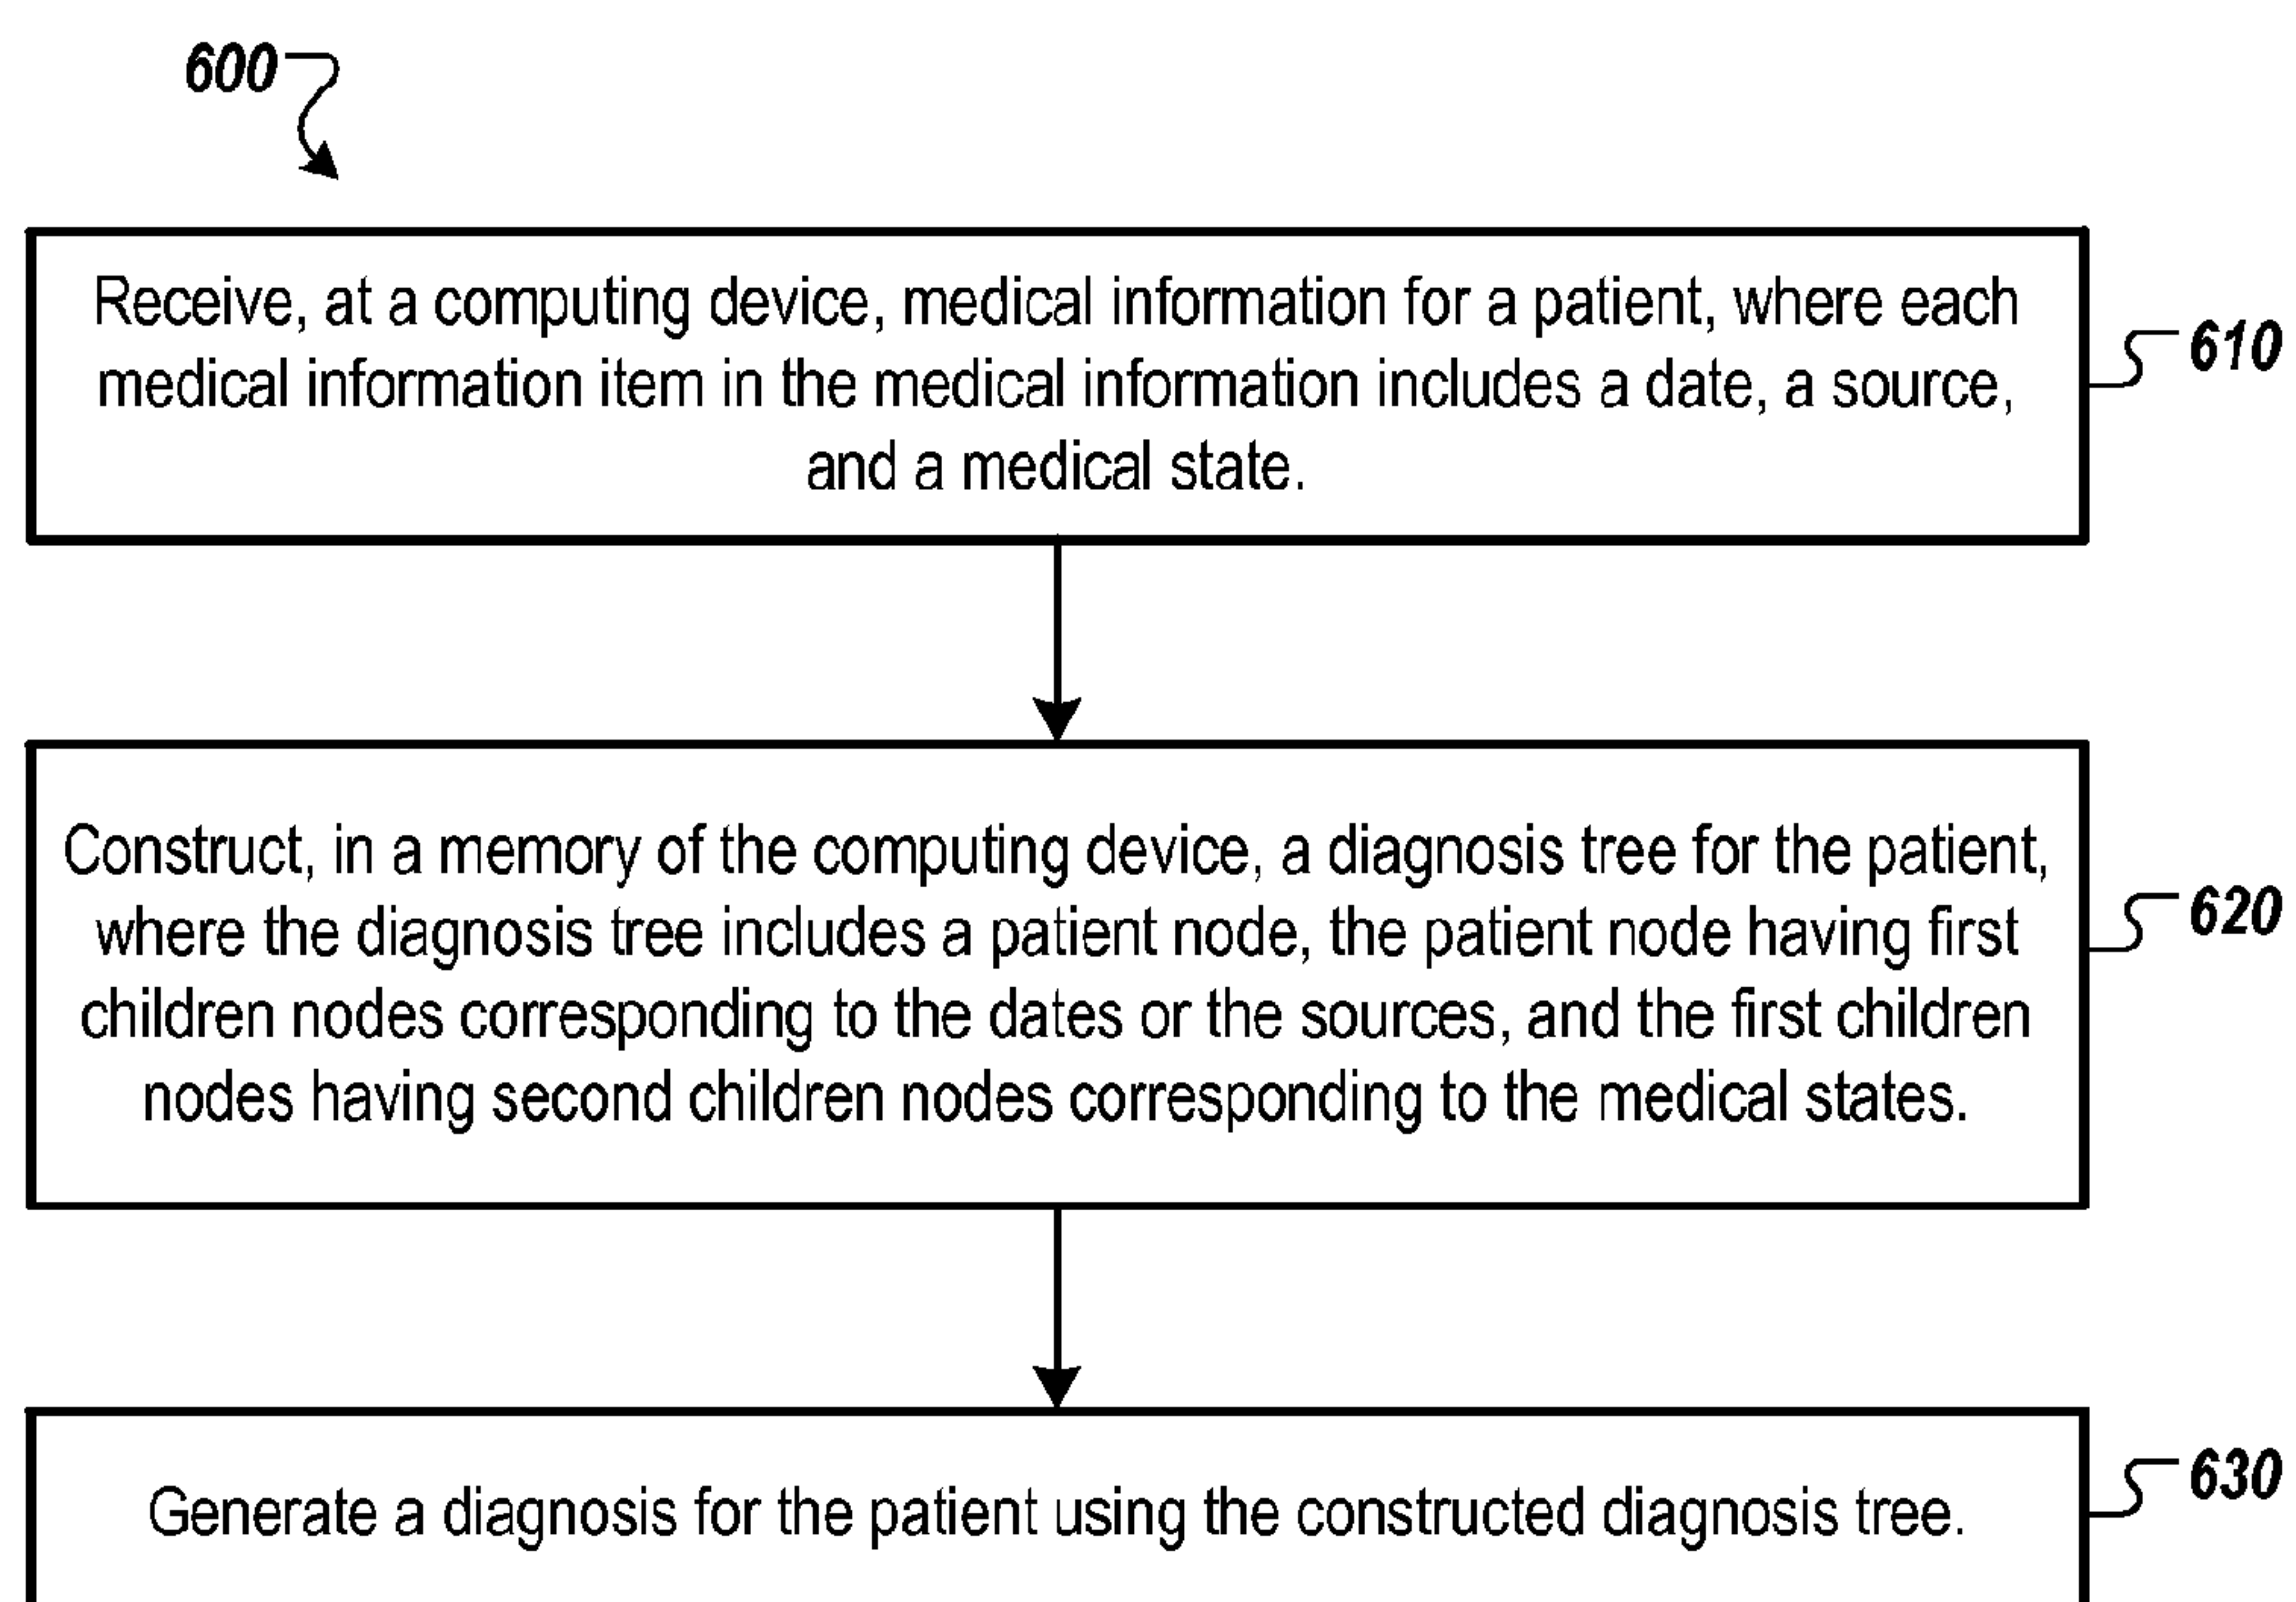 600
Receive, at a computing device, medical information for a patient, where each
medical information item in the medical information includes a date, a source,
and a medical state.
610
Construct, in a memory of the computing device, a diagnosis tree for the patient,
where the diagnosis tree includes a patient node, the patient node having first
children nodes corresponding to the dates or the sources, and the first children
nodes having second children nodes corresponding to the medical states.
620
Generate a diagnosis for the patient using the constructed diagnosis tree.
630